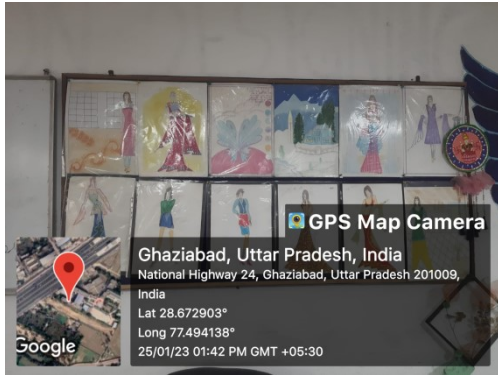 GPS Map Camera
Ghaziabad, Uttar Pradesh, India
National Highway 24, Ghaziabad, Uttar Pradesh 201009,
India
Lat 28.672903°
Long 77.494138°
25/01/23 01:42 PM GMT +05:30
Google